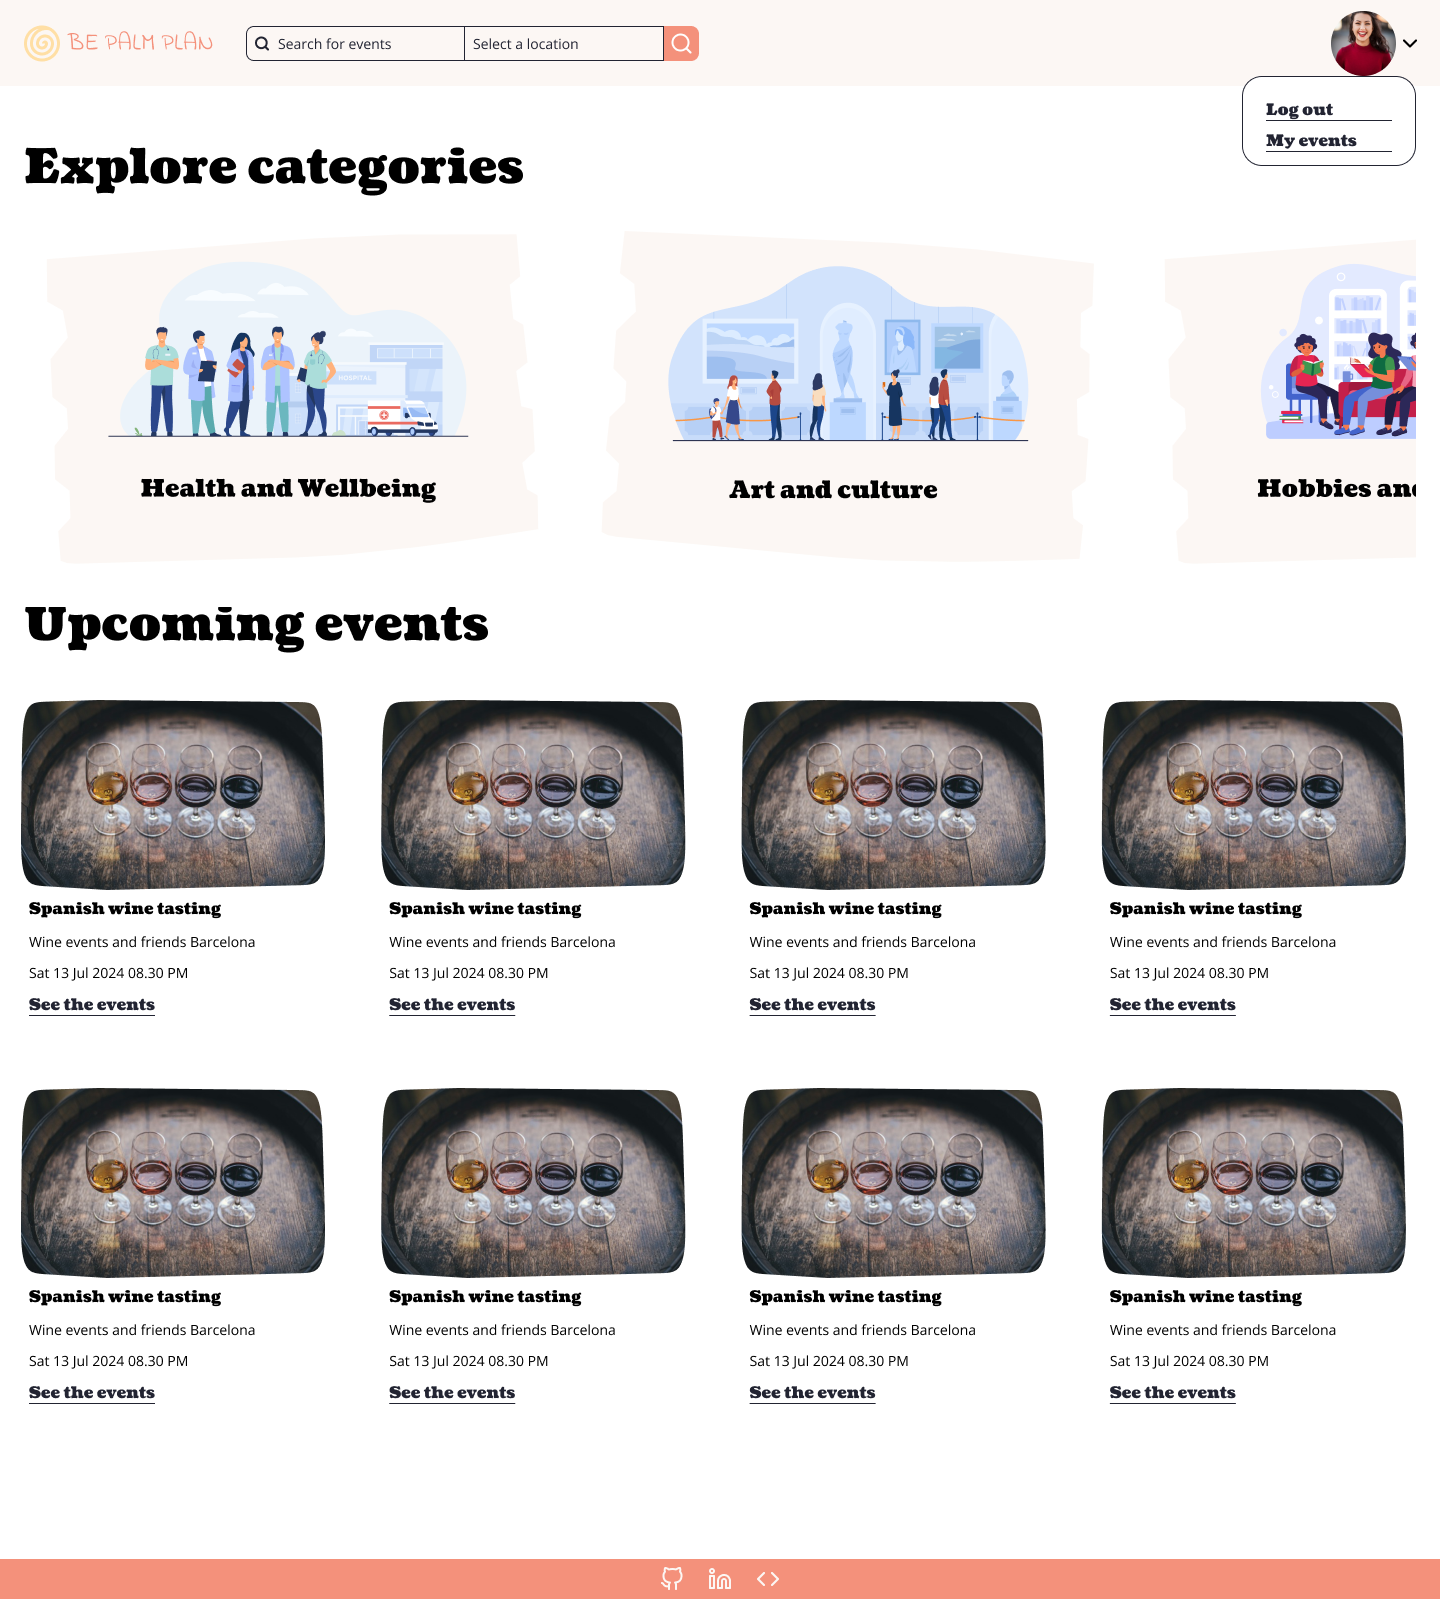 BE PALM PLAN
Search for events
Select a location
Log out
My events
Explore categories
HOSPITAL
Health and Wellbeing
Art and culture
Hobbies and
Upcoming events
Spanish wine tasting
Wine events and friends Barcelona
Sat 13 Jul 2024 08.30 PM
See the events
Spanish wine tasting
Wine events and friends Barcelona
Sat 13 Jul 2024 08.30 PM
See the events
Spanish wine tasting
Wine events and friends Barcelona
Sat 13 Jul 2024 08.30 PM
See the events
Spanish wine tasting
Wine events and friends Barcelona
Sat 13 Jul 2024 08.30 PM
See the events
Spanish wine tasting
Wine events and friends Barcelona
Sat 13 Jul 2024 08.30 PM
See the events
Spanish wine tasting
Wine events and friends Barcelona
Sat 13 Jul 2024 08.30 PM
See the events
Spanish wine tasting
Wine events and friends Barcelona
Sat 13 Jul 2024 08.30 PM
See the events
Spanish wine tasting
Wine events and friends Barcelona
Sat 13 Jul 2024 08.30 PM
See the events
in